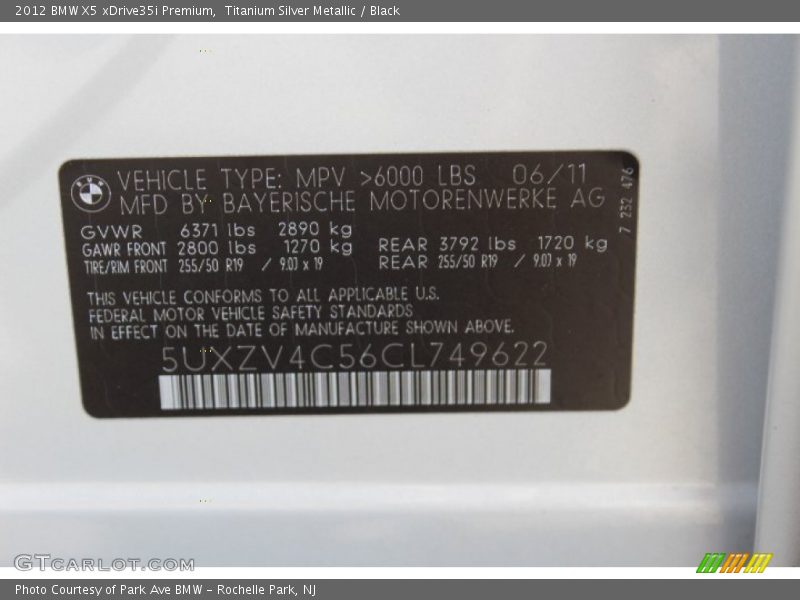 2012 BMW X5 xDrive35i Premium,  Titanium Silver Metallic / Black
BMW
VEHICLE TYPE: MPV >6000 LBS 06/11
MFD BY BAYERISCHE MOTORENWERKE AG
GVWR 6371 lbs 2890 kg
GAWR FRONT 2800 lbs 1270 kg REAR 3792 lbs 1720 kg
TIRE/RIM FRONT 255/50 R19 / 9.0J x 19 REAR 255/50 R19 / 9.0J x 19
THIS VEHICLE CONFORMS TO ALL APPLICABLE U.S.
FEDERAL MOTOR VEHICLE SAFETY STANDARDS
IN EFFECT ON THE DATE OF MANUFACTURE SHOWN ABOVE.
5UXZV4C56CL749622
7 232 476
GTCARLOT.COM
Photo Courtesy of Park Ave BMW - Rochelle Park, NJ